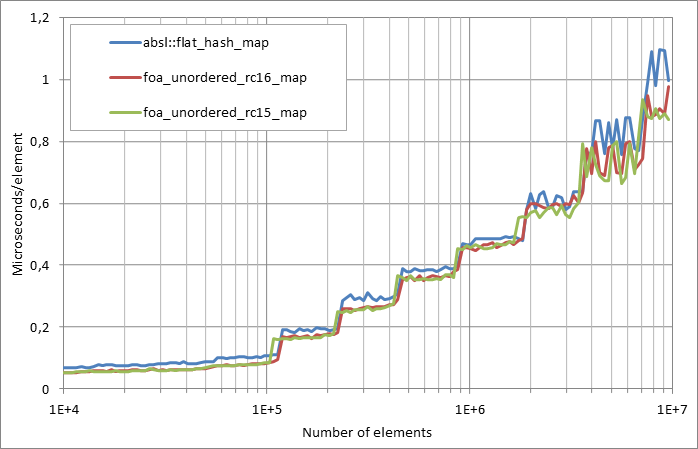 1,2
1
0,8
0,6
0,4
0,2
0
Microseconds/element
absl::flat_hash_map
foa_unordered_rc16_map
foa_unordered_rc15_map
1E+4 1E+5 1E+6 1E+7
Number of elements